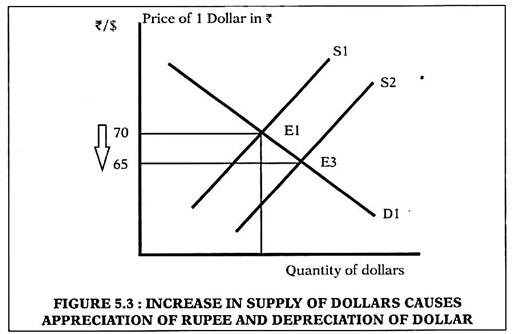 ₹/$
Price of 1 Dollar in ₹
S1
S2
70
E1
65
E3
D1
Quantity of dollars
FIGURE 5.3 : INCREASE IN SUPPLY OF DOLLARS CAUSES
APPRECIATION OF RUPEE AND DEPRECIATION OF DOLLAR